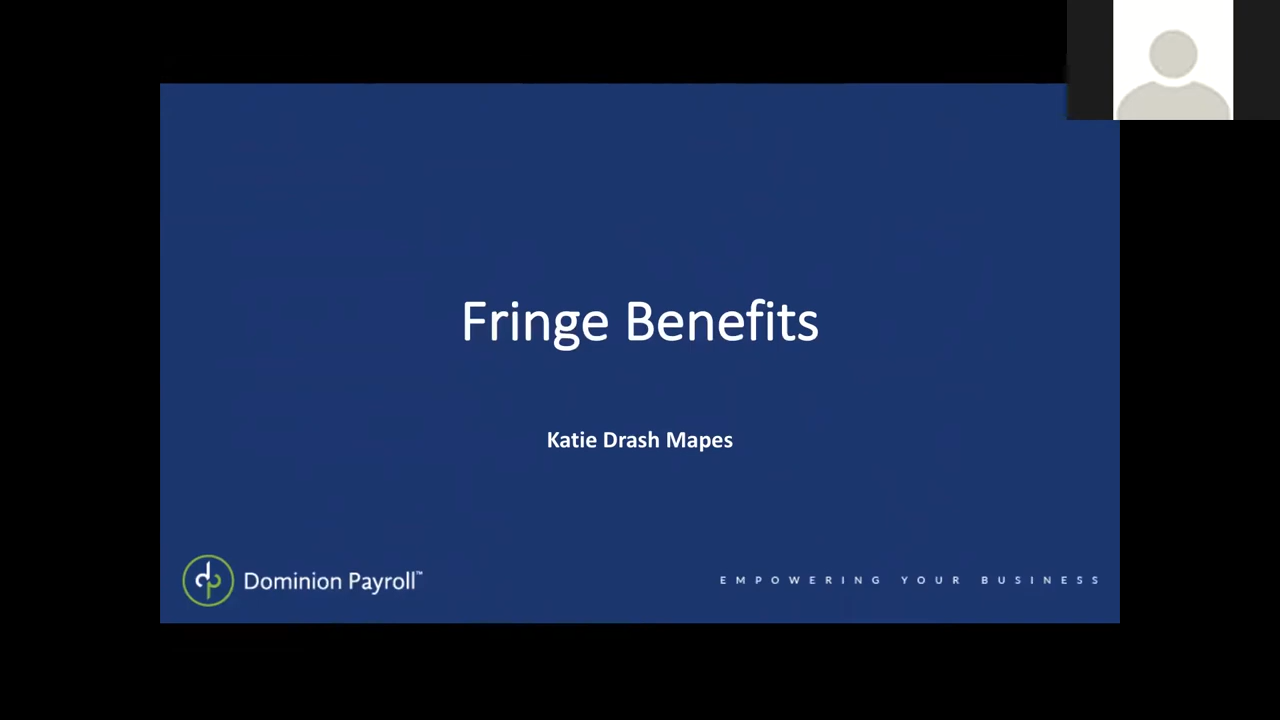 Fringe Benefits
Katie Drash Mapes
Dominion Payroll™
EMPOWERING YOUR BUSINESS